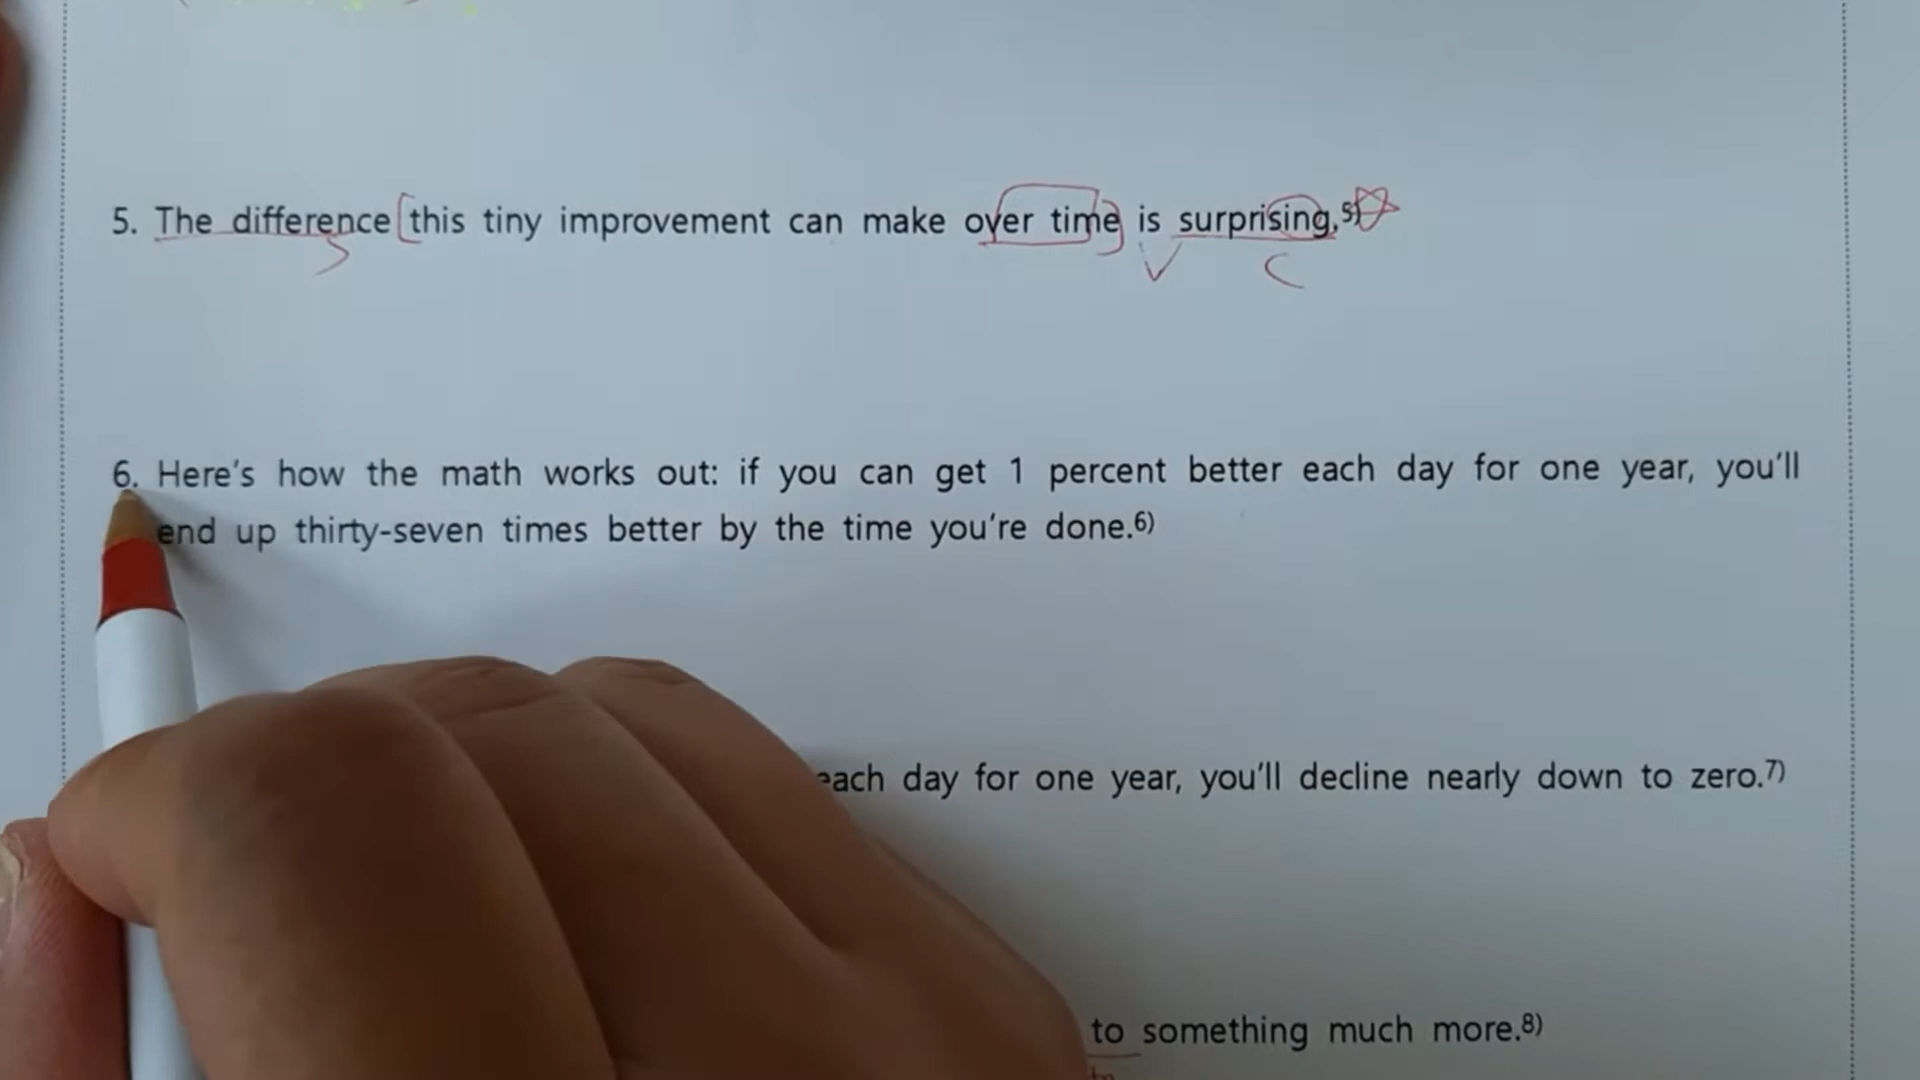 5. The difference this tiny improvement can make over time is surprising.5)
S V C
6. Here's how the math works out: if you can get 1 percent better each day for one year, you'll
end up thirty-seven times better by the time you're done.6)
each day for one year, you'll decline nearly down to zero.7)
to something much more.8)